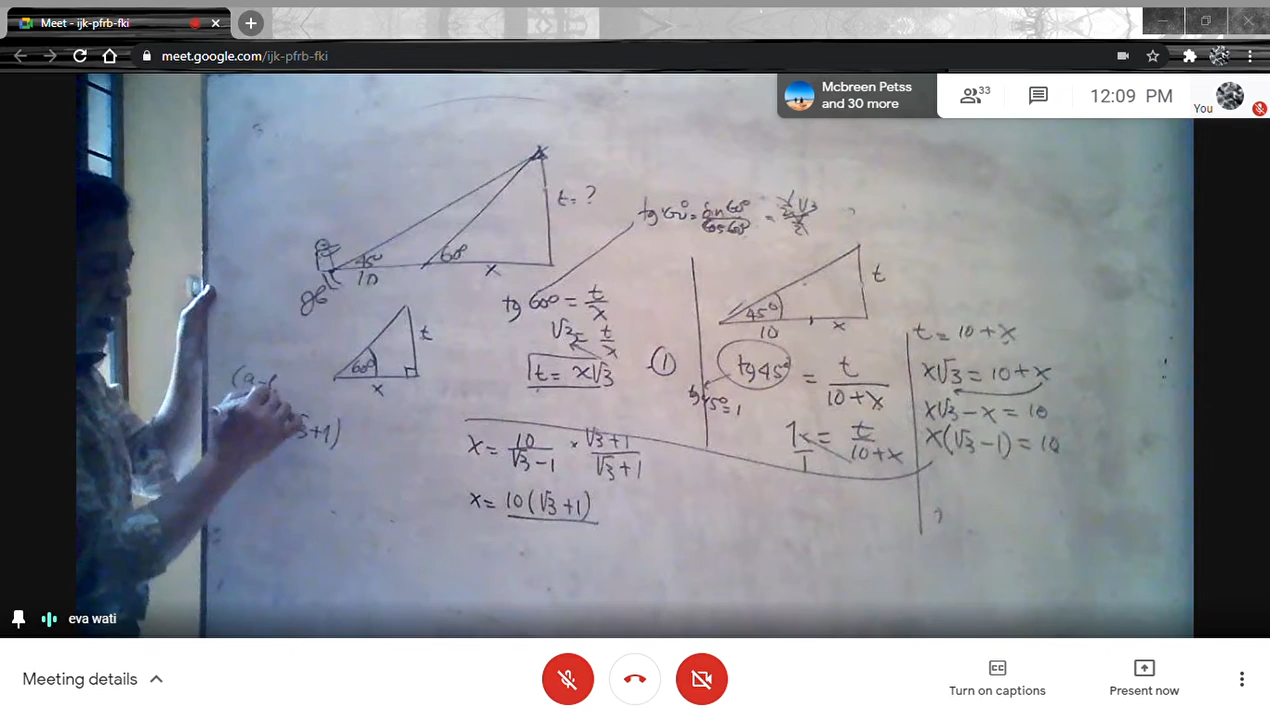 Meet - ijk-pfrb-fki
meet.google.com/ijk-pfrb-fki
Mcbreen Petss
and 30 more
33
12:09 PM
You
t = ?
45°
10
60°
x
tg 60° = sin 60° / cos 60° =
tg 60° = t/x
√3 = t/x
t = x√3
1
60°
t
x
45°
10
x
t
tg 45° = t/(10+x)
tg 45° = 1
1/1 = t/(10+x)
t = 10+x
x√3 = 10+x
x√3 - x = 10
x(√3 - 1) = 10
x = 10/(√3-1) × (√3+1)/(√3+1)
x = 10(√3+1)
3+1)
eva wati
Meeting details
Turn on captions
Present now